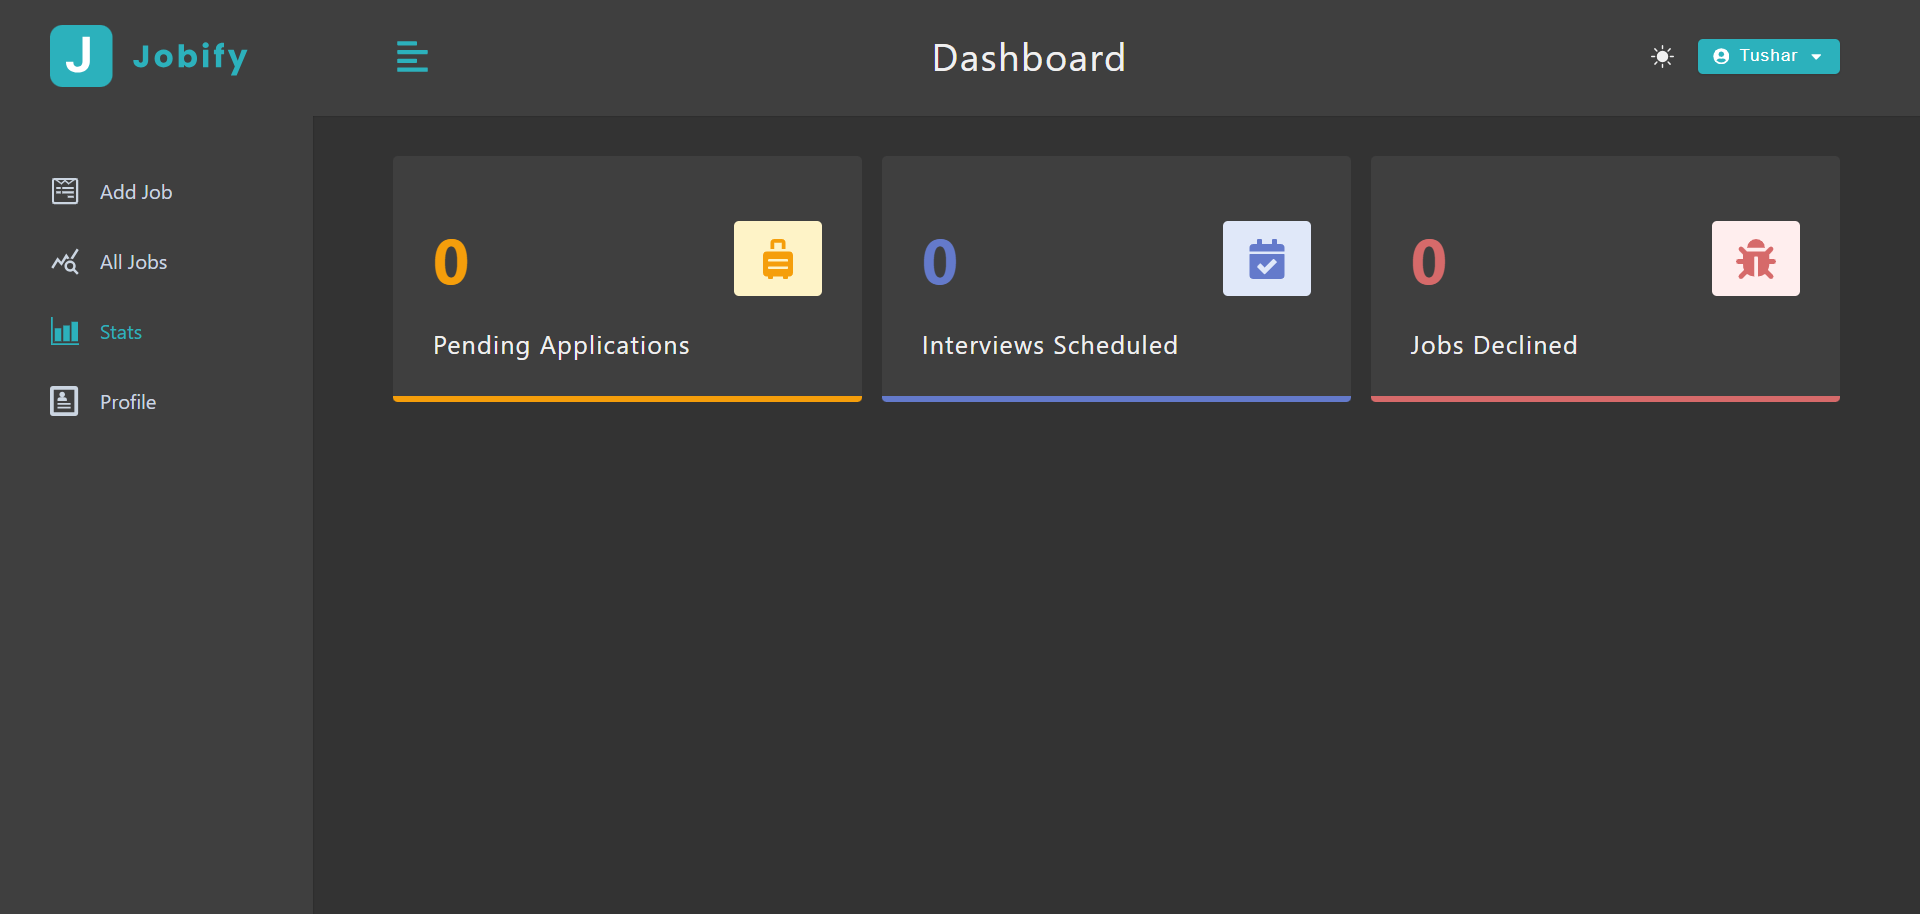 J Jobify
Dashboard
Tushar
Add Job
All Jobs
Stats
Profile
0
Pending Applications
0
Interviews Scheduled
0
Jobs Declined